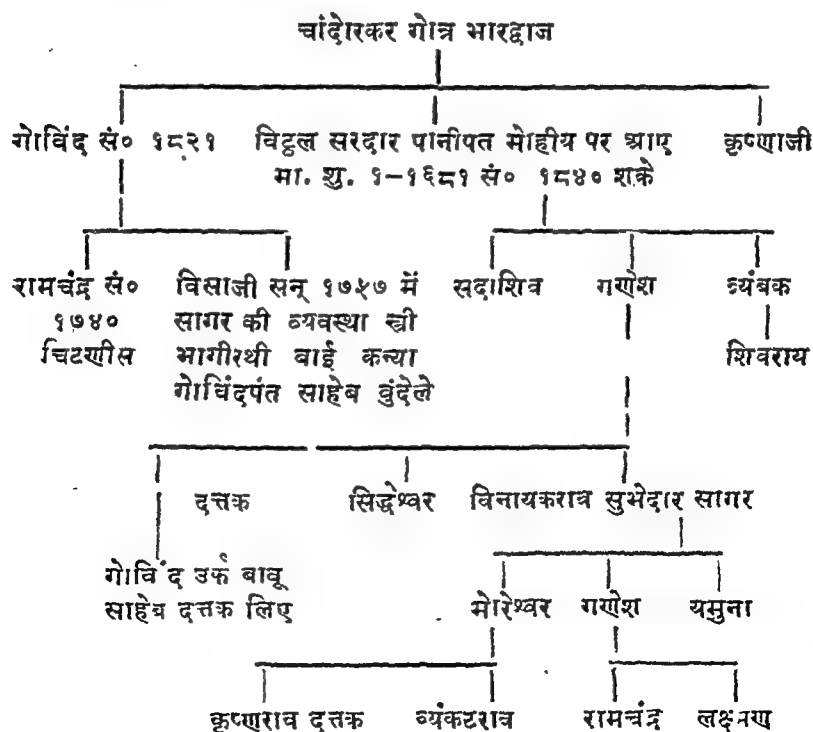 चांदोरकर गोत्र भारद्वाज
गोविंद सं० १८२१ विट्ठल सरदार पानीपत मोहीय पर आए कृष्णाजी
मा. शु. १-१६८१ सं० १८४० शके
रामचंद्र सं० विसाजी सन् १७५७ में सदाशिव गणेश त्र्यंबक
१७४० सागर की व्यवस्था स्त्री
चिटणीस भागीरथी बाई कन्या शिवराय
गोविंदपंत साहेब बुंदेले
दत्तक सिद्धेश्वर विनायकराव सुभेदार सागर
गोविंद उर्फ बाबू
साहेब दत्तक लिए मोरेश्वर गणेश यमुना
कृष्णराव दत्तक व्यंकटराव रामचंद्र लक्ष्मण